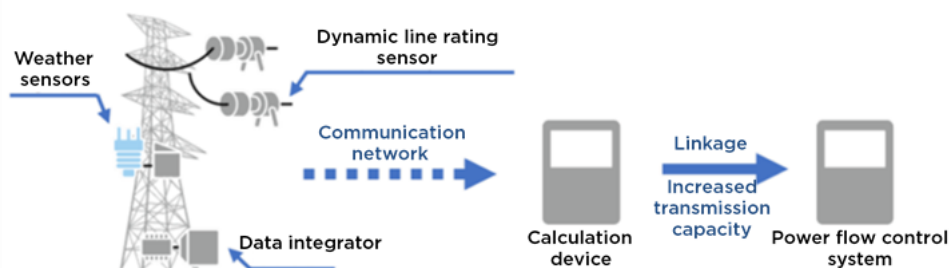 Weather
sensors
Dynamic line rating
sensor
Communication
network
Data integrator
Calculation
device
Linkage
Increased
transmission
capacity
Power flow control
system